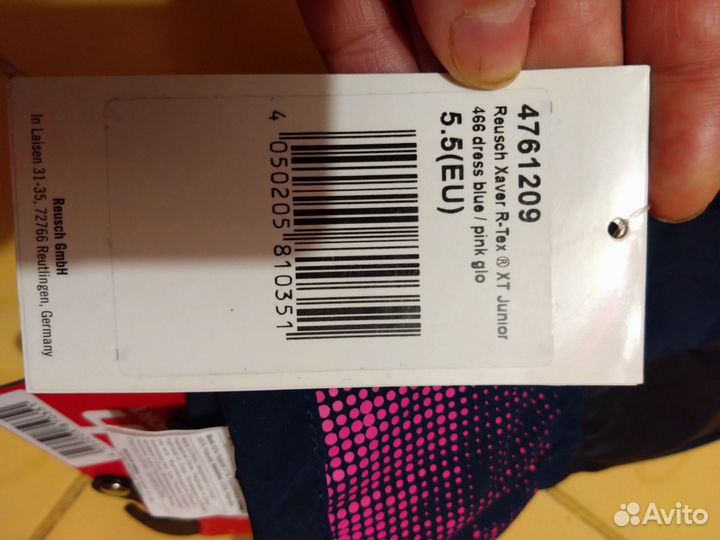 4761209
Reusch Xaver R-Tex ® XT Junior
466 dress blue / pink glo
5.5(EU)
4 050205 810351
Reusch GmbH
In Laisen 31-35, 72766 Reutlingen, Germany
Avito